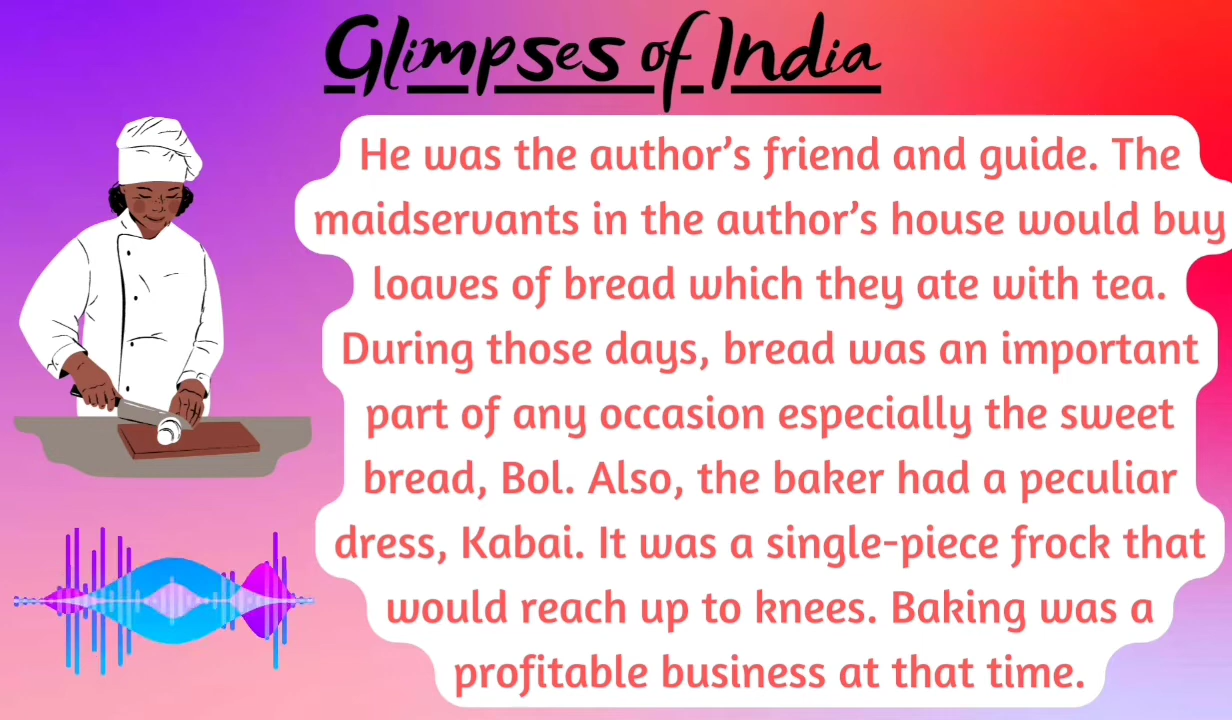 Glimpses of India
He was the author's friend and guide. The
maidservants in the author's house would buy
loaves of bread which they ate with tea.
During those days, bread was an important
part of any occasion especially the sweet
bread, Bol. Also, the baker had a peculiar
dress, Kabai. It was a single-piece frock that
would reach up to knees. Baking was a
profitable business at that time.